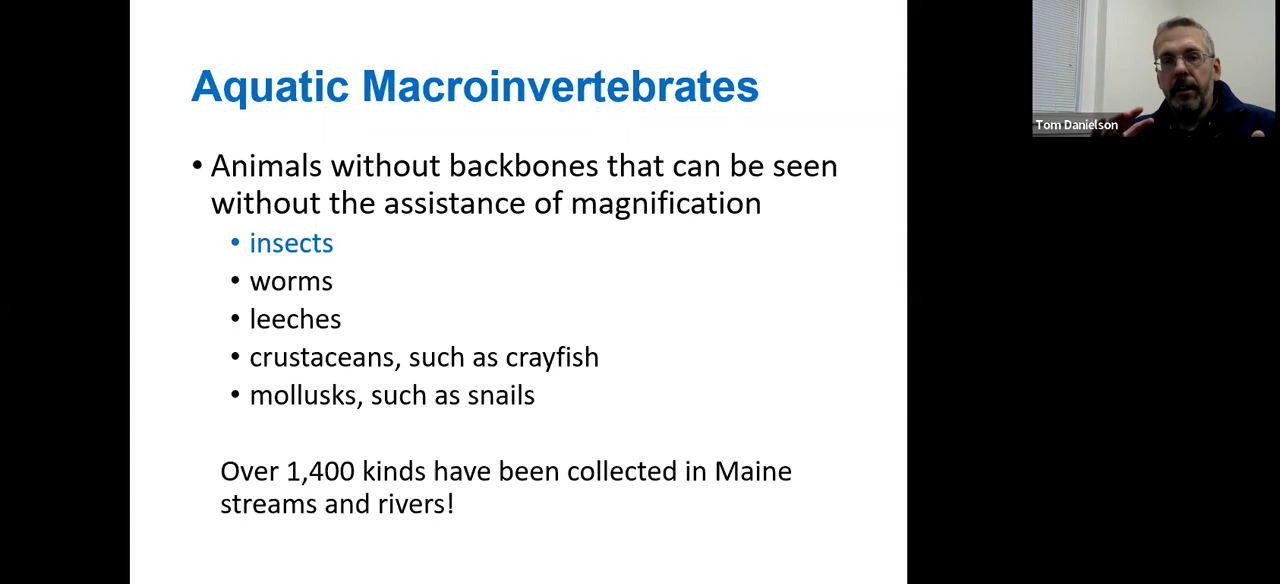 Aquatic Macroinvertebrates
• Animals without backbones that can be seen
without the assistance of magnification
• insects
• worms
• leeches
• crustaceans, such as crayfish
• mollusks, such as snails
Over 1,400 kinds have been collected in Maine
streams and rivers!
Tom Danielson